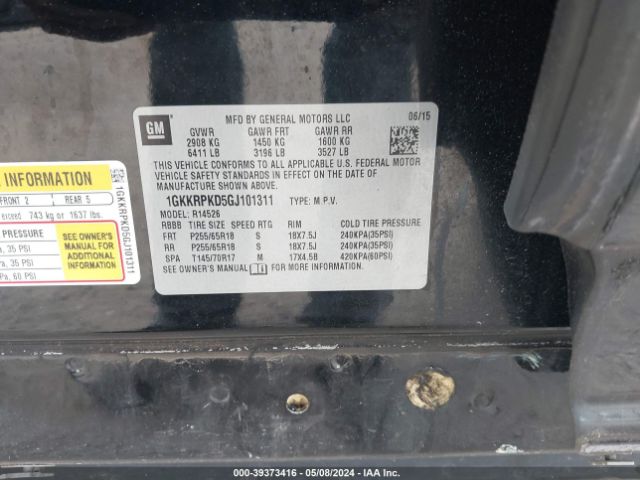 GM
MFD BY GENERAL MOTORS LLC 06/15
GVWR GAWR FRT GAWR RR
2908 KG 1450 KG 1600 KG
6411 LB 3196 LB 3527 LB
THIS VEHICLE CONFORMS TO ALL APPLICABLE U.S. FEDERAL MOTOR
VEHICLE SAFETY STANDARDS IN EFFECT ON THE DATE OF
MANUFACTURE SHOWN ABOVE.
1GKKRPKD5GJ101311 TYPE: M.P.V.
MODEL: R14526
RBBB TIRE SIZE SPEED RTG RIM COLD TIRE PRESSURE
FRT P255/65R18 S 18X7.5J 240KPA(35PSI)
RR P255/65R18 S 18X7.5J 240KPA(35PSI)
SPA T145/70R17 M 17X4.5B 420KPA(60PSI)
SEE OWNER'S MANUAL FOR MORE INFORMATION.
INFORMATION
FRONT 2 REAR 5
exceed 743 kg or 1637 lbs.
PRESSURE
SEE OWNER'S
MANUAL FOR
ADDITIONAL
INFORMATION
, 35 PSI
, 35 PSI
, 60 PSI
1GKKRPKD5GJ101311
000-39373416 - 05/08/2024 - IAA Inc.